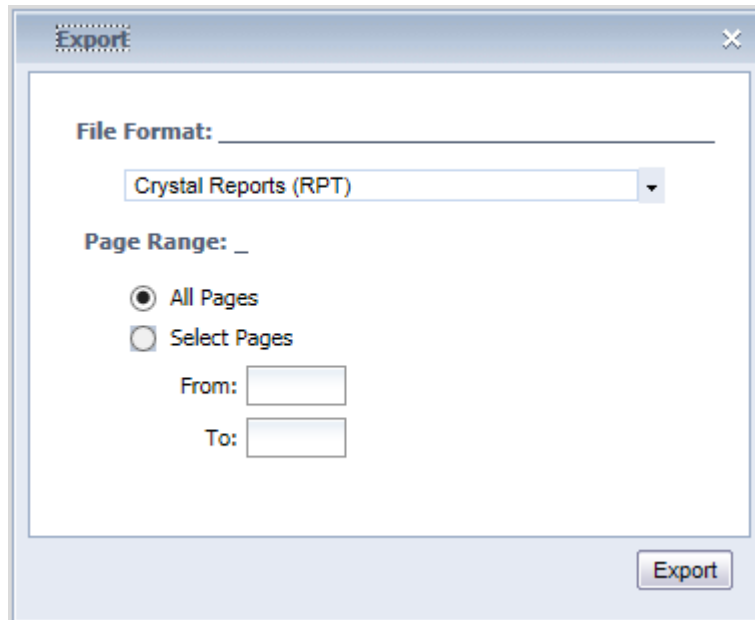 Export
File Format:
Crystal Reports (RPT)
Page Range: _
All Pages
Select Pages
From:
To:
Export